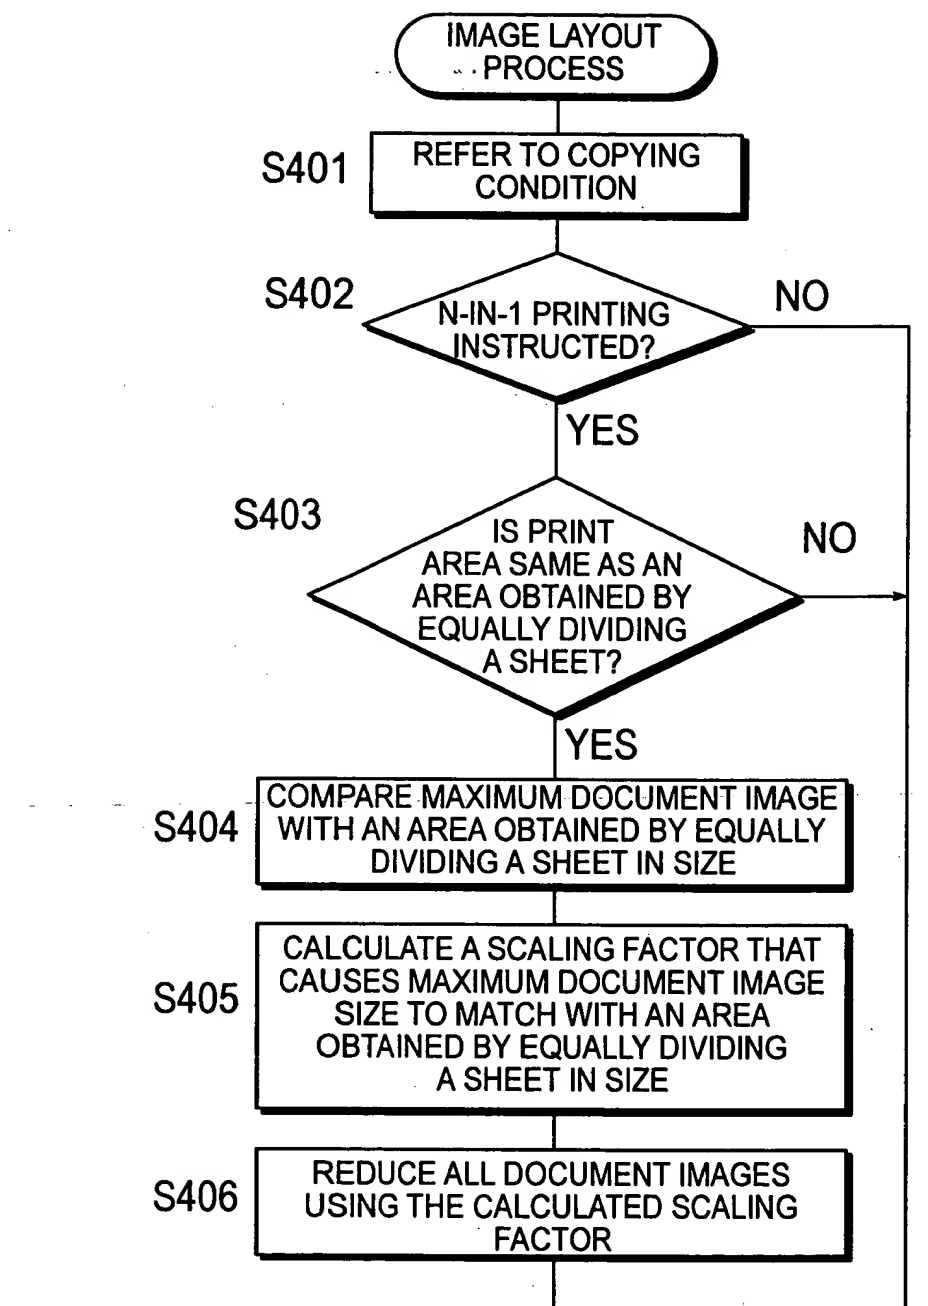 IMAGE LAYOUT
PROCESS
S401
REFER TO COPYING
CONDITION
S402
N-IN-1 PRINTING
INSTRUCTED?
NO
YES
S403
IS PRINT
AREA SAME AS AN
AREA OBTAINED BY
EQUALLY DIVIDING
A SHEET?
NO
YES
S404
COMPARE MAXIMUM DOCUMENT IMAGE
WITH AN AREA OBTAINED BY EQUALLY
DIVIDING A SHEET IN SIZE
S405
CALCULATE A SCALING FACTOR THAT
CAUSES MAXIMUM DOCUMENT IMAGE
SIZE TO MATCH WITH AN AREA
OBTAINED BY EQUALLY DIVIDING
A SHEET IN SIZE
S406
REDUCE ALL DOCUMENT IMAGES
USING THE CALCULATED SCALING
FACTOR